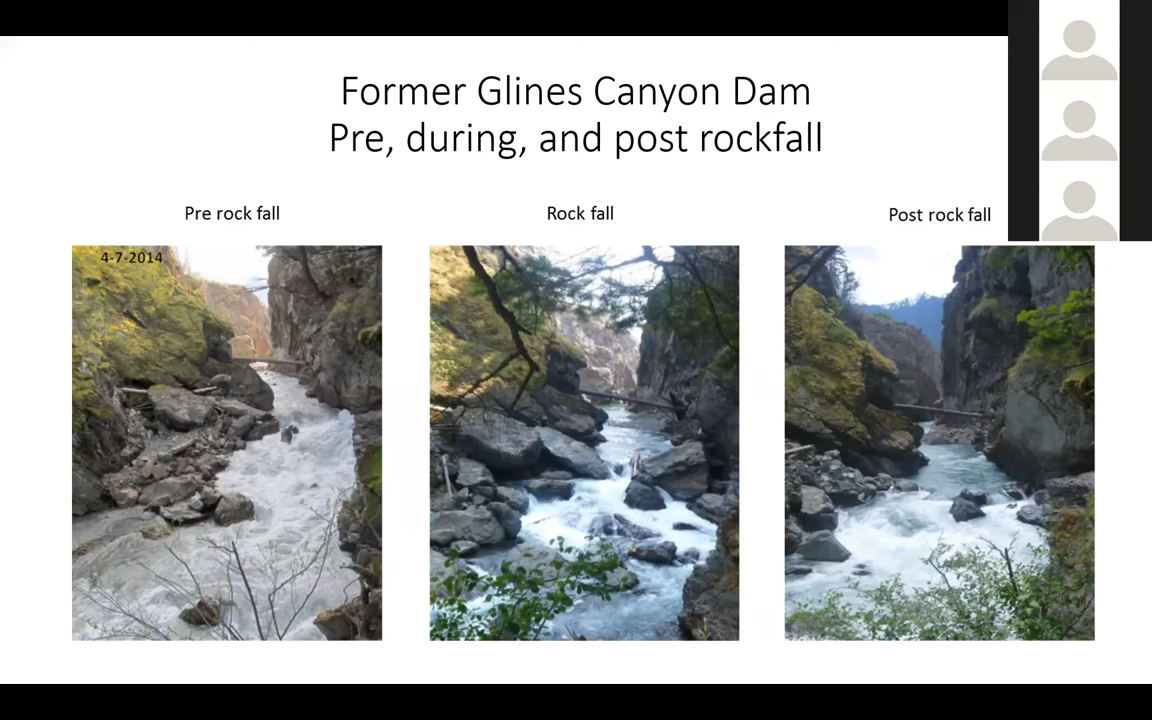 Former Glines Canyon Dam
Pre, during, and post rockfall
Pre rock fall
Rock fall
Post rock fall
4-7-2014